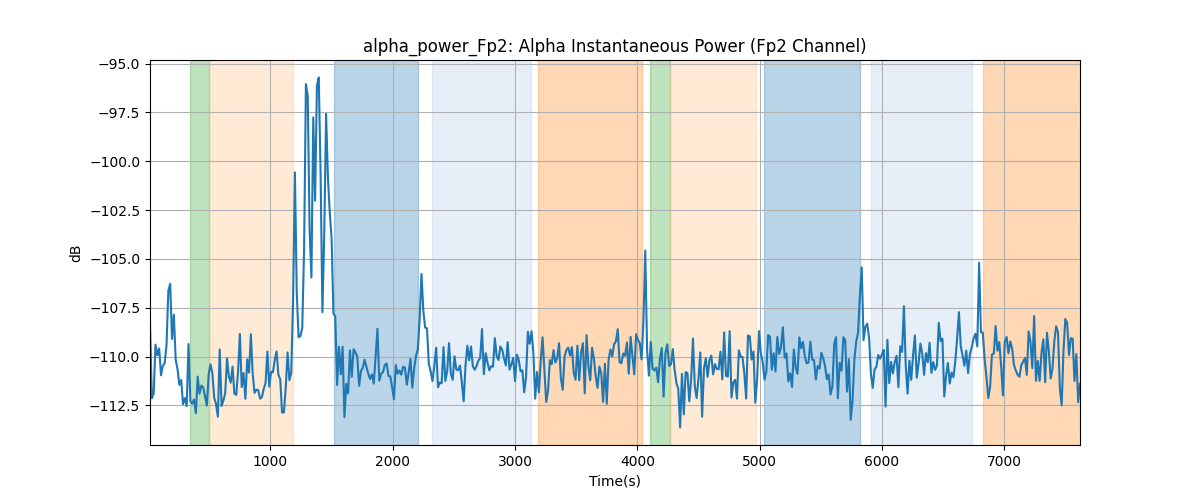 alpha_power_Fp2: Alpha Instantaneous Power (Fp2 Channel)
−95.0
−97.5
−100.0
−102.5
−105.0
−107.5
−110.0
−112.5
dB
1000 2000 3000 4000 5000 6000 7000
Time(s)